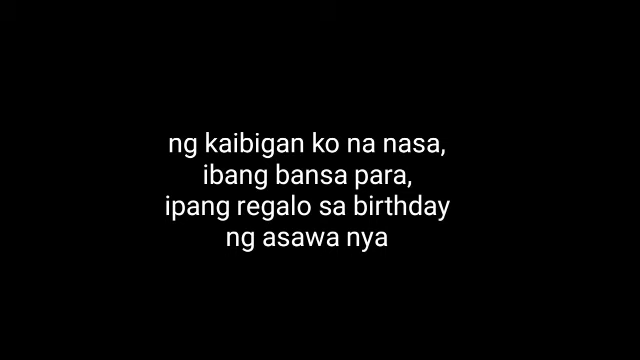 ng kaibigan ko na nasa,
ibang bansa para,
ipang regalo sa birthday
ng asawa nya